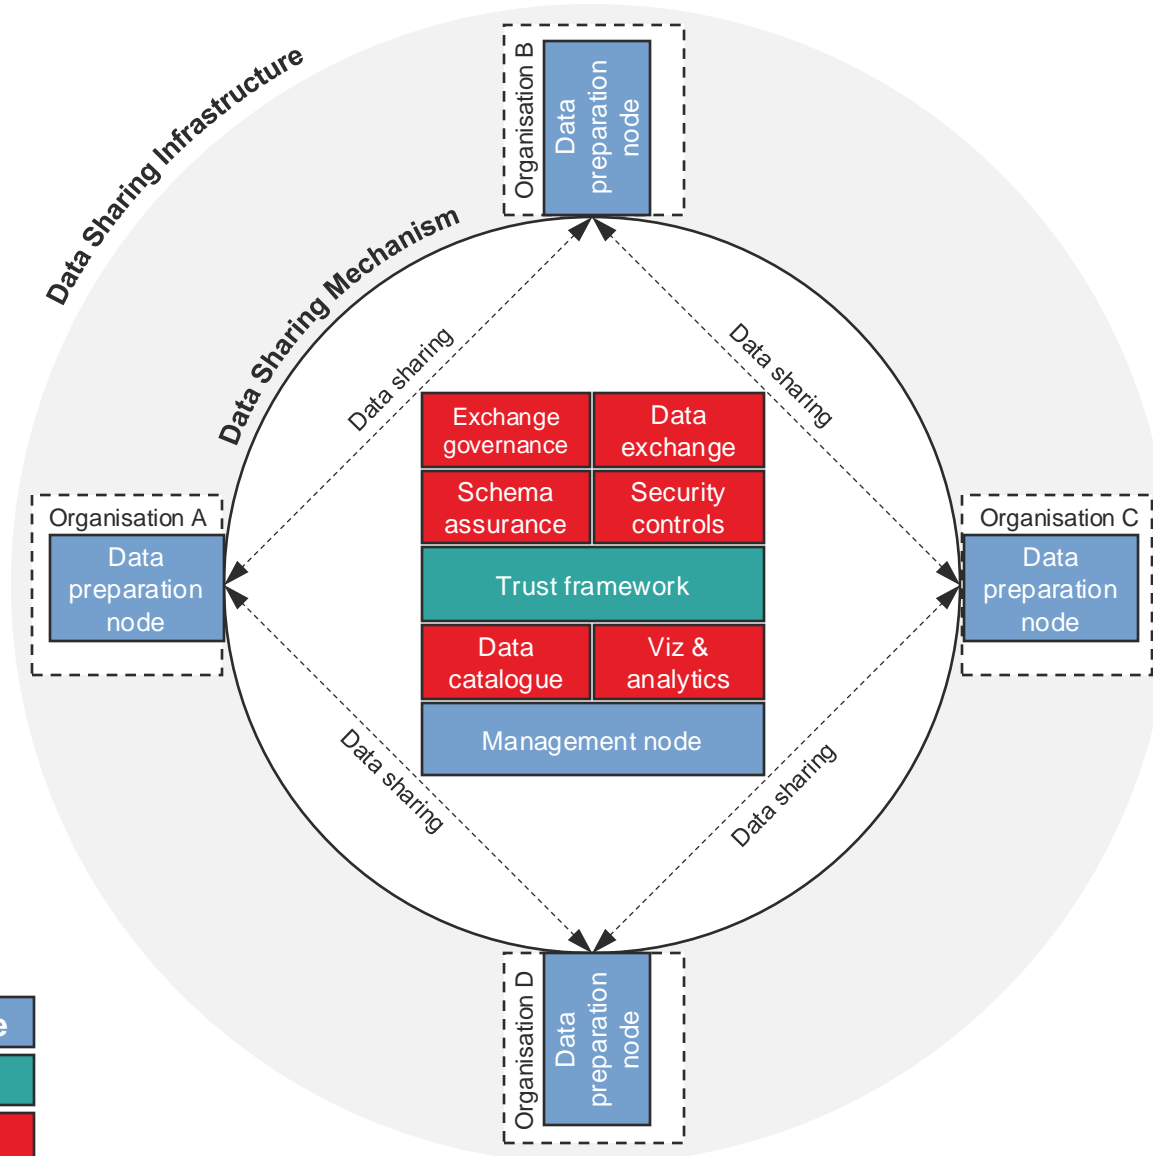 Data Sharing Infrastructure
Data Sharing Mechanism
Organisation B
Data
preparation
node
Data sharing
Data sharing
Exchange
governance
Data
exchange
Schema
assurance
Security
controls
Organisation A
Data
preparation
node
Trust framework
Organisation C
Data
preparation
node
Data
catalogue
Viz &
analytics
Management node
Data sharing
Data sharing
Organisation D
Data
preparation
node